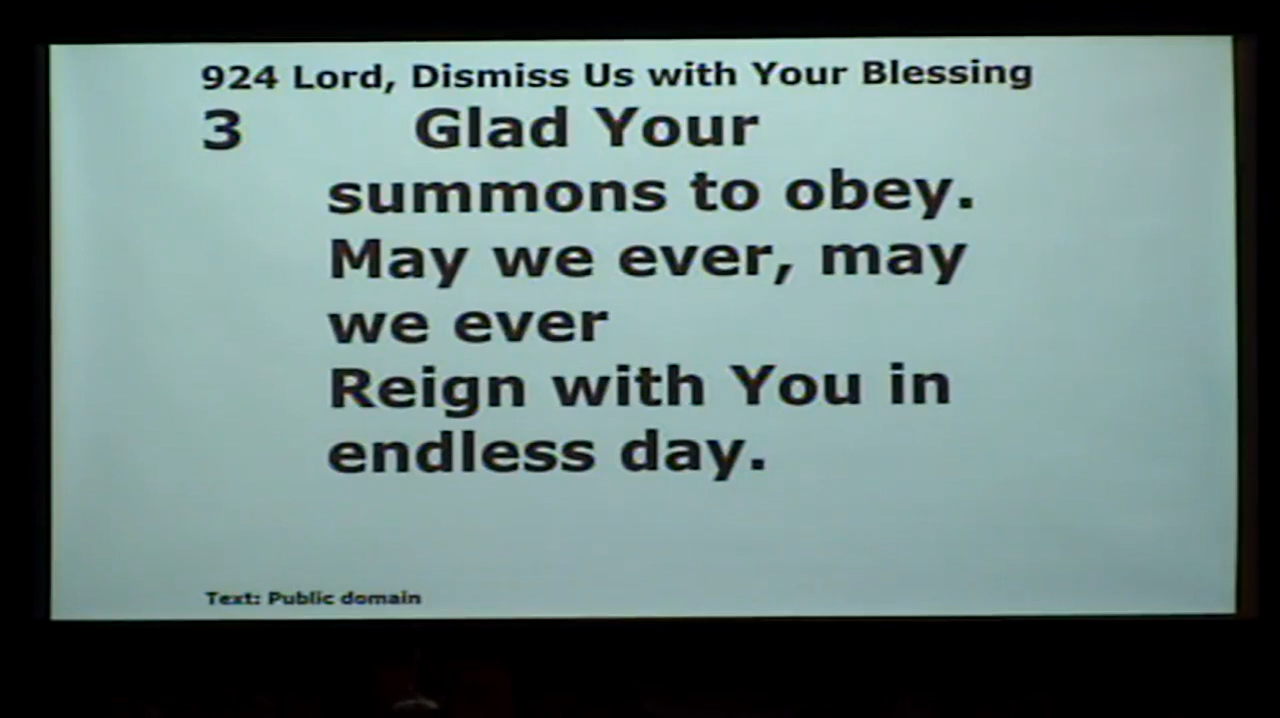 924 Lord, Dismiss Us with Your Blessing
3 Glad Your
summons to obey.
May we ever, may
we ever
Reign with You in
endless day.
Text: Public domain